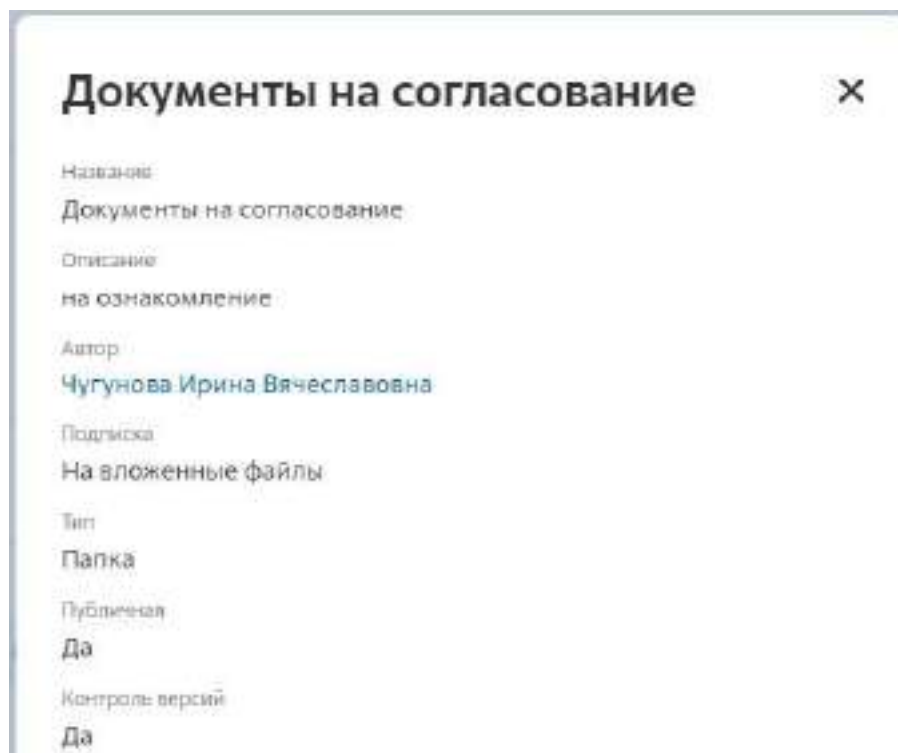 Документы на согласование
Название
Документы на согласование
Описание
на ознакомление
Автор
Чугунова Ирина Вячеславовна
Подписка
На вложенные файлы
Тип
Папка
Публичная
Да
Контроль версий
Да